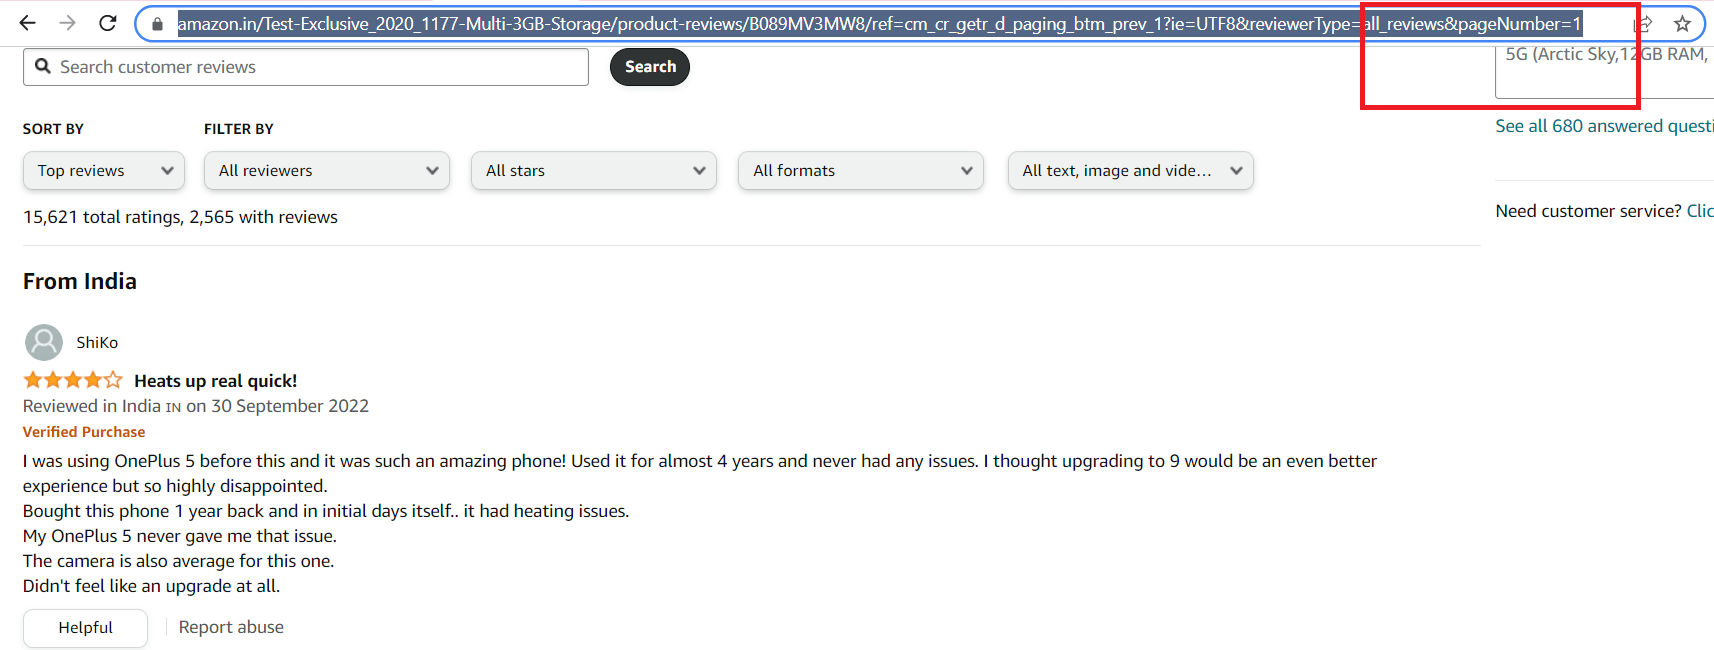 amazon.in/Test-Exclusive_2020_1177-Multi-3GB-Storage/product-reviews/B089MV3MW8/ref=cm_cr_getr_d_paging_btm_prev_1?ie=UTF8&reviewerType=all_reviews&pageNumber=1
Search customer reviews
Search
5G (Arctic Sky,12GB RAM,
See all 680 answered questi
SORT BY
FILTER BY
Top reviews
All reviewers
All stars
All formats
All text, image and vide...
15,621 total ratings, 2,565 with reviews
Need customer service? Clic
From India
ShiKo
Heats up real quick!
Reviewed in India IN on 30 September 2022
Verified Purchase
I was using OnePlus 5 before this and it was such an amazing phone! Used it for almost 4 years and never had any issues. I thought upgrading to 9 would be an even better
experience but so highly disappointed.
Bought this phone 1 year back and in initial days itself.. it had heating issues.
My OnePlus 5 never gave me that issue.
The camera is also average for this one.
Didn't feel like an upgrade at all.
Helpful
Report abuse